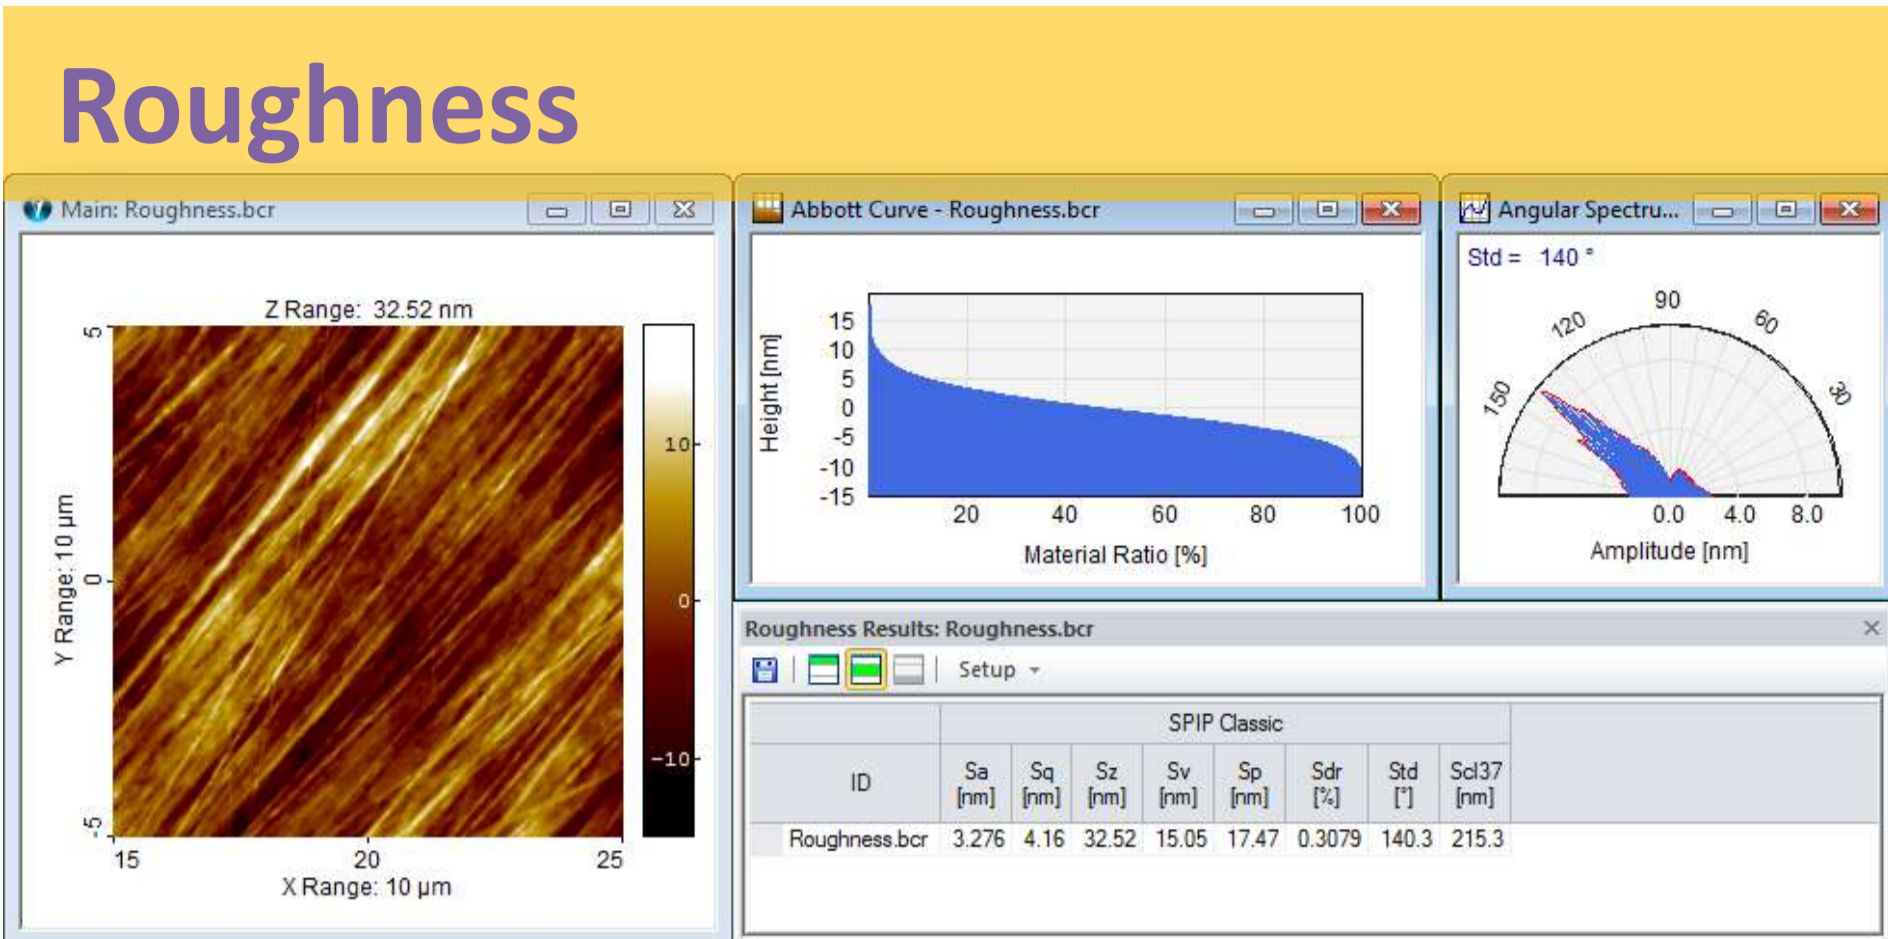 Roughness
Main: Roughness.bcr
Z Range: 32.52 nm
5
0
-5
Y Range: 10 µm
15 20 25
X Range: 10 µm
10
0
-10
Abbott Curve - Roughness.bcr
Height [nm]
15
10
5
0
-5
-10
-15
20 40 60 80 100
Material Ratio [%]
Angular Spectru...
Std = 140 °
150 120 90 60 30
0.0 4.0 8.0
Amplitude [nm]
Roughness Results: Roughness.bcr
Setup
SPIP Classic
ID Sa [nm] Sq [nm] Sz [nm] Sv [nm] Sp [nm] Sdr [%] Std [°] Scl37 [nm]
Roughness.bcr 3.276 4.16 32.52 15.05 17.47 0.3079 140.3 215.3